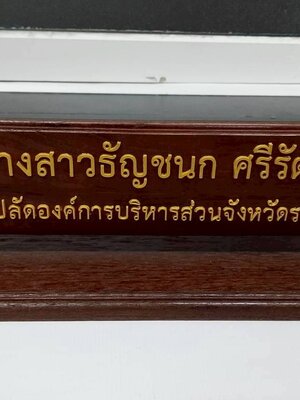 างสาวธัญชนก ศรีรัต
ปลัดองค์การบริหารส่วนจังหวัดร